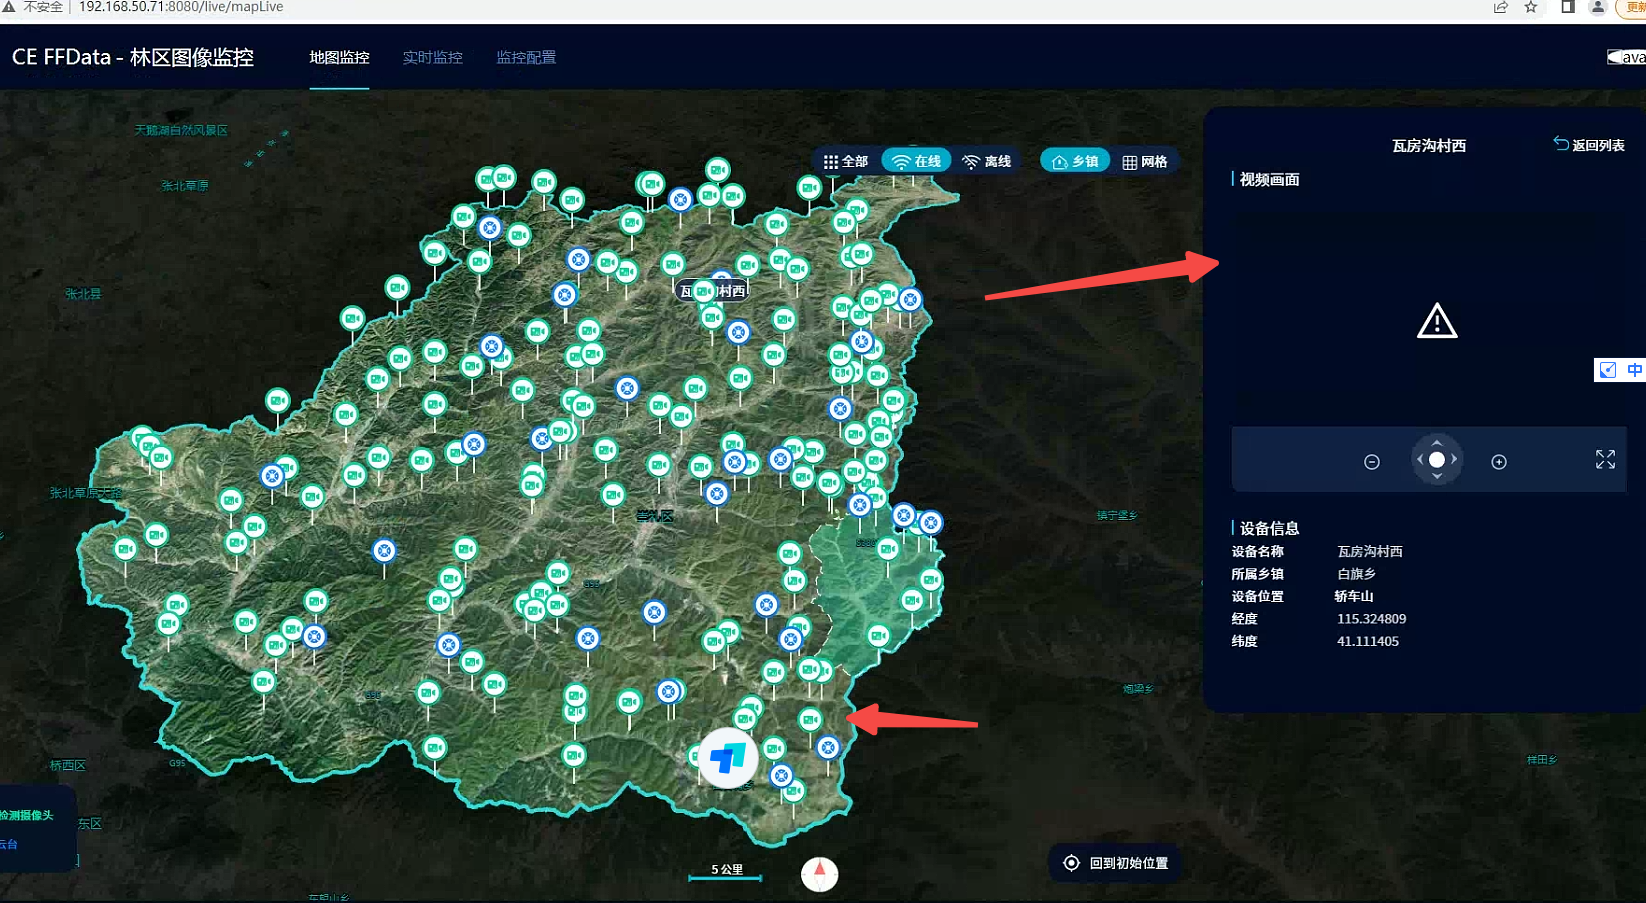 不安全 192.168.50.71:8080/live/mapLive
更新
CE FFData - 林区图像监控
地图监控
实时监控
监控配置
ava
天鹅湖自然风景区
张北草原
张北县
全部
在线
离线
乡镇
网格
瓦房沟村西
返回列表
视频画面
瓦房沟村西
中
张北草原大路
崇礼区
镇宁堡乡
设备信息
设备名称 瓦房沟村西
所属乡镇 白旗乡
设备位置 轿车山
经度 115.324809
纬度 41.111405
炮梁乡
样田乡
桥西区
G95
检测摄像头
东区
云台
5 公里
回到初始位置